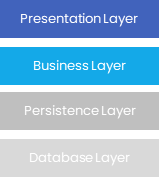 Presentation Layer
Business Layer
Persistence Layer
Database Layer